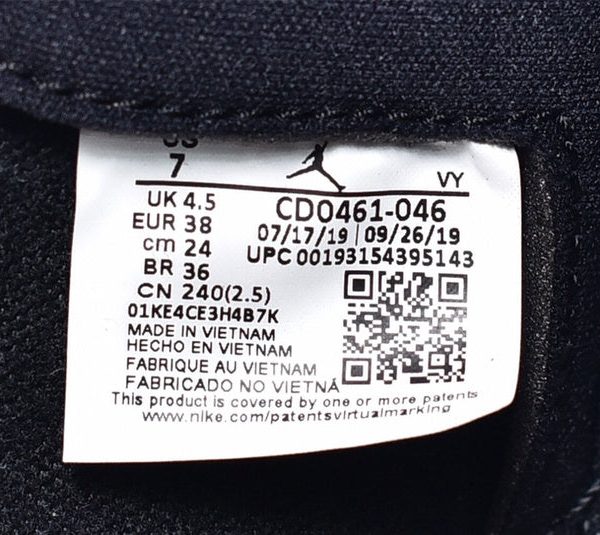 US
7
VY
UK 4.5
EUR 38
cm 24
BR 36
CN 240(2.5)
CD0461-046
07/17/19 | 09/26/19
UPC 00193154395143
01KE4CE3H4B7K
MADE IN VIETNAM
HECHO EN VIETNAM
FABRIQUE AU VIETNAM
FABRICADO NO VIETNÃ
This product is covered by one or more patents
www.nike.com/patentsvirtualmarking